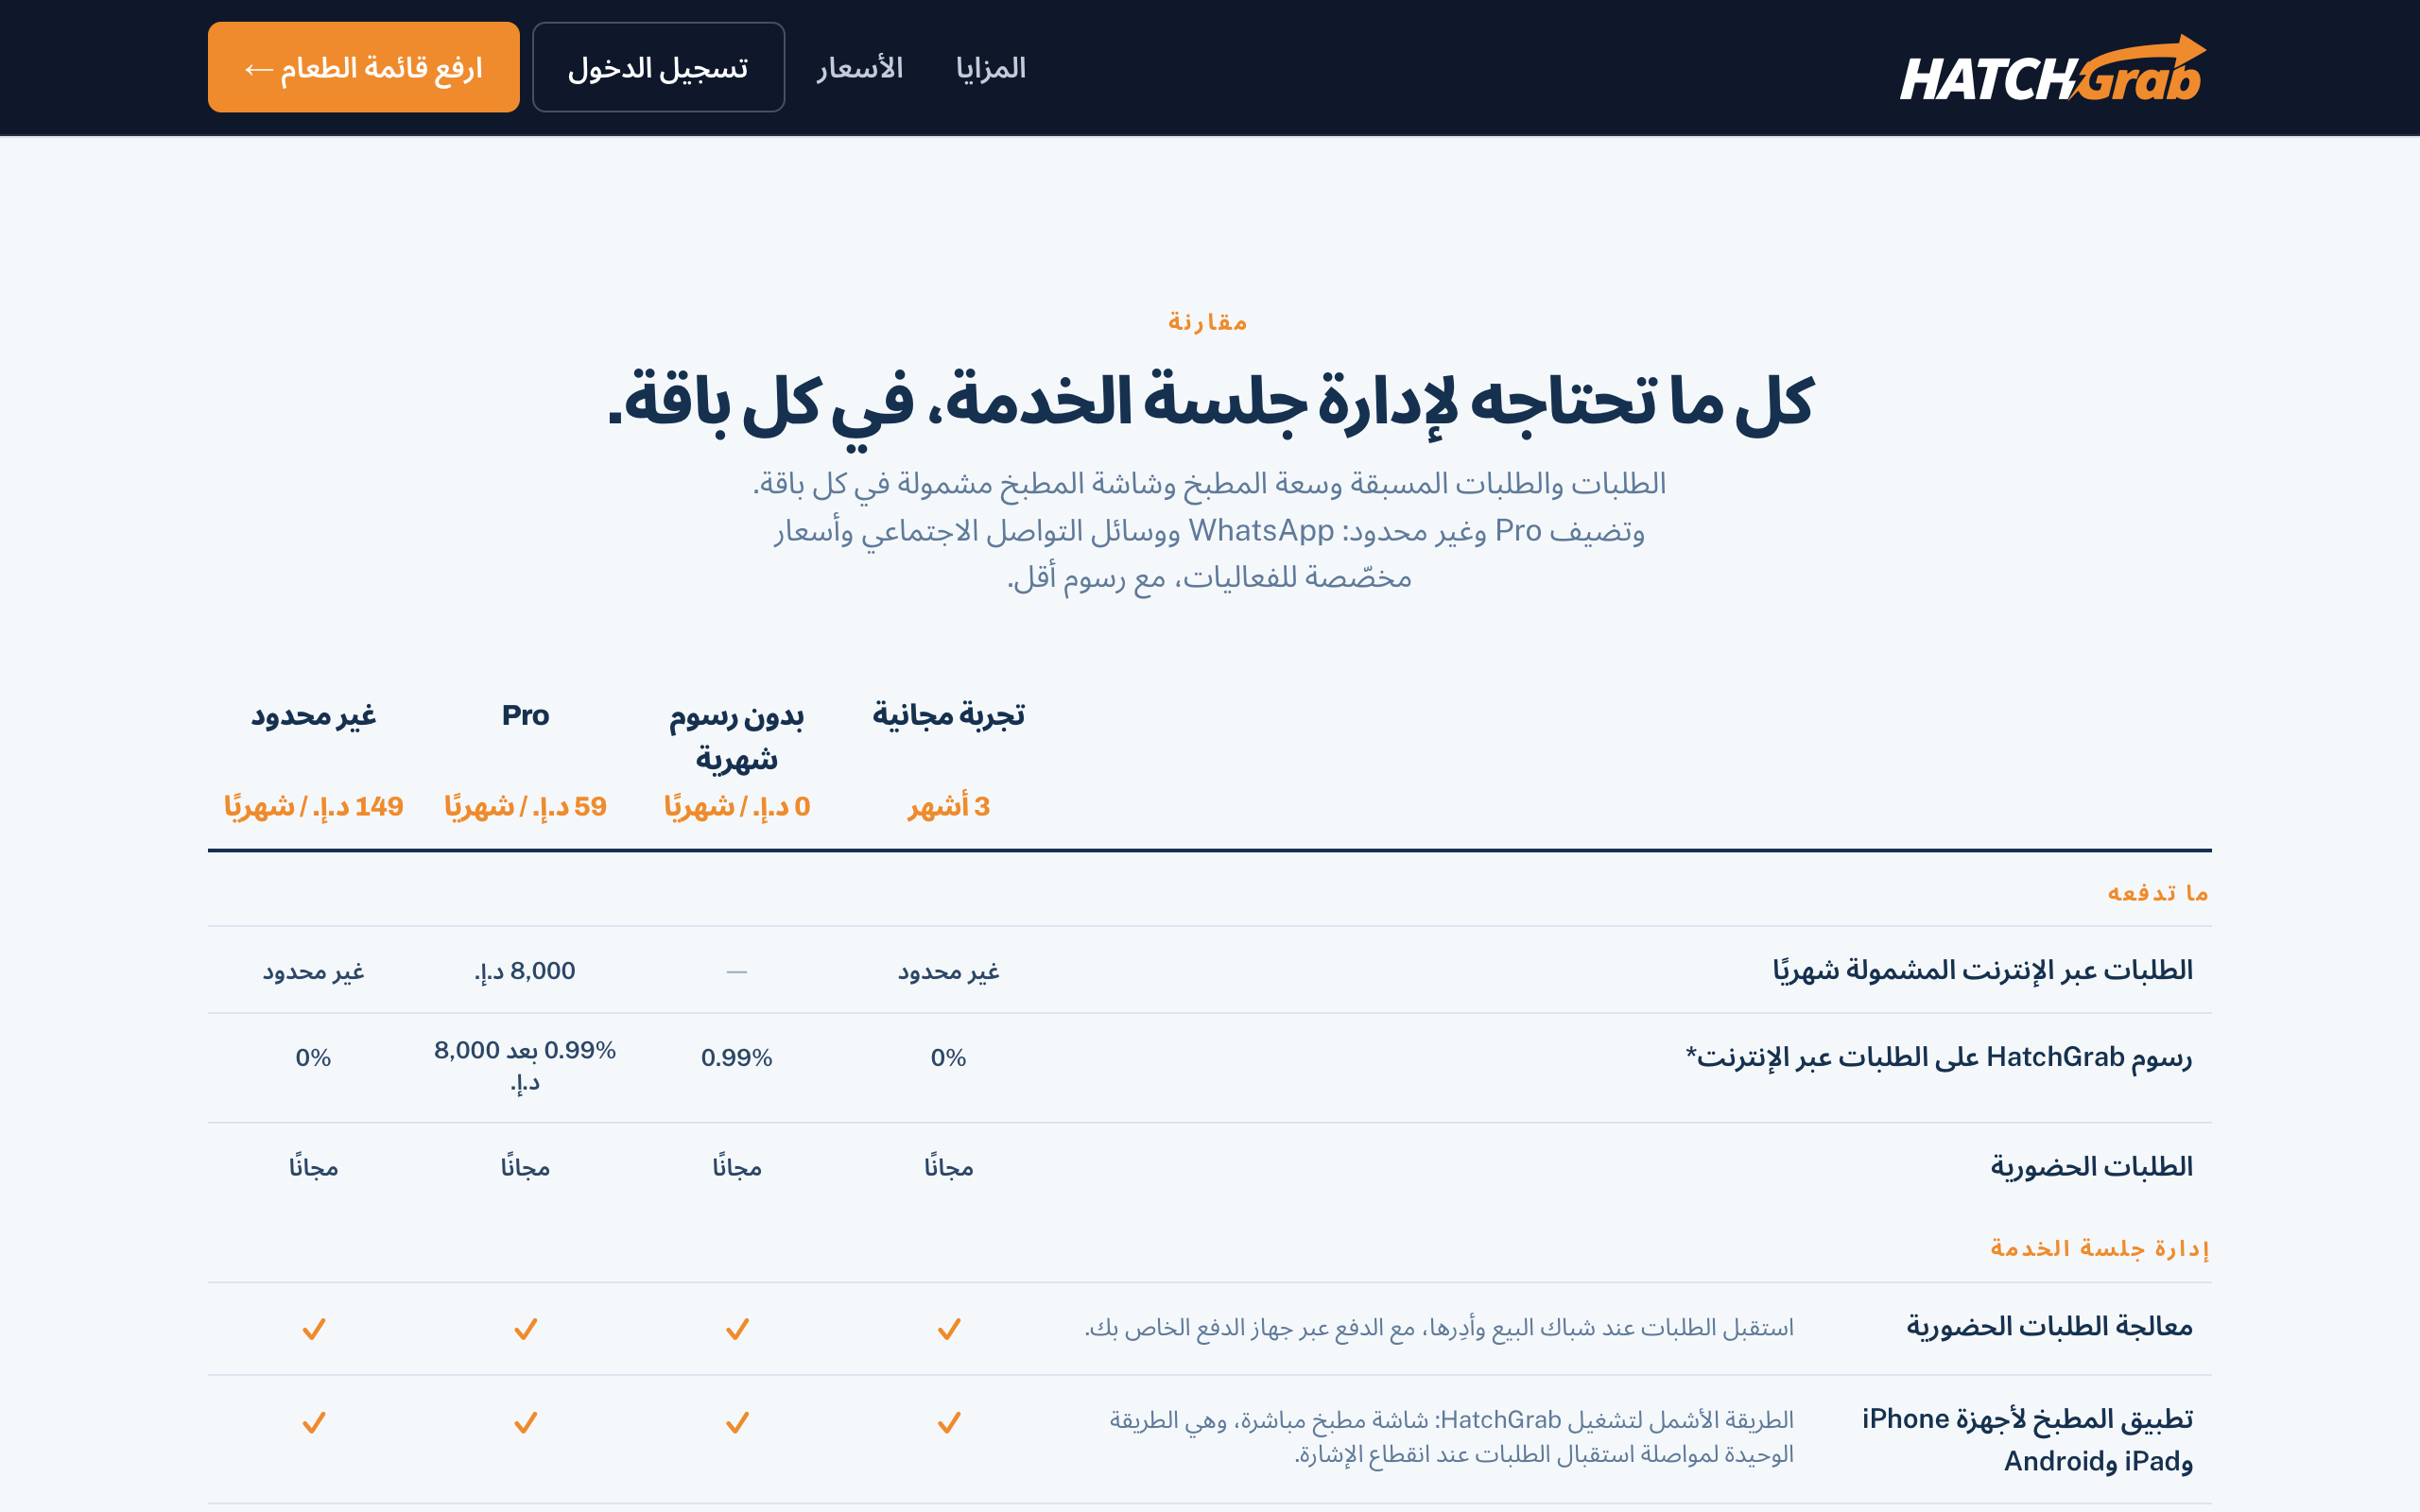 HATCHGrab
المزايا
الأسعار
تسجيل الدخول
ارفع قائمة الطعام ←
مقارنة
كل ما تحتاجه لإدارة جلسة الخدمة، في كل باقة.
الطلبات والطلبات المسبقة وسعة المطبخ وشاشة المطبخ مشمولة في كل باقة.
وتضيف Pro وغير محدود: WhatsApp ووسائل التواصل الاجتماعي وأسعار
مخصّصة للفعاليات، مع رسوم أقل.
تجربة مجانية
3 أشهر
بدون رسوم
شهرية
0 د.إ. / شهريًا
Pro
59 د.إ. / شهريًا
غير محدود
149 د.إ. / شهريًا
ما تدفعه
الطلبات عبر الإنترنت المشمولة شهريًا
غير محدود
—
8,000 د.إ.
غير محدود
رسوم HatchGrab على الطلبات عبر الإنترنت*
0%
0.99%
0.99% بعد 8,000
د.إ.
0%
الطلبات الحضورية
مجانًا
مجانًا
مجانًا
مجانًا
إدارة جلسة الخدمة
معالجة الطلبات الحضورية
استقبل الطلبات عند شباك البيع وأدِرها، مع الدفع عبر جهاز الدفع الخاص بك.
✓
✓
✓
✓
تطبيق المطبخ لأجهزة iPhone
وiPad وAndroid
الطريقة الأشمل لتشغيل HatchGrab: شاشة مطبخ مباشرة، وهي الطريقة
الوحيدة لمواصلة استقبال الطلبات عند انقطاع الإشارة.
✓
✓
✓
✓